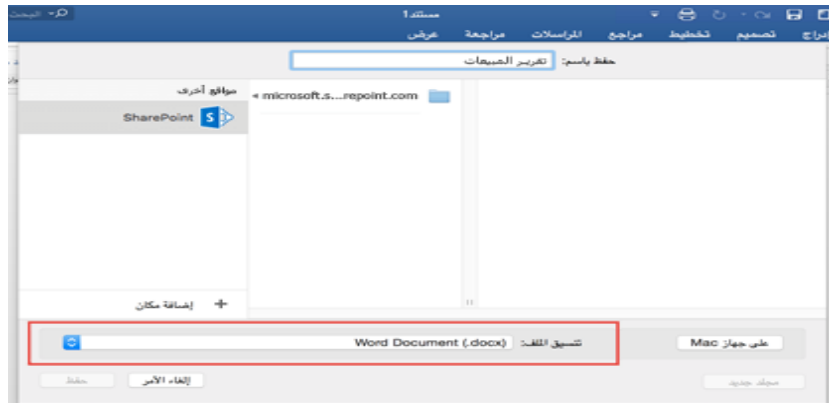 مستند1
البحث
إدراج تصميم تخطيط مراجع المراسلات مراجعة عرض
حفظ باسم: تقرير المبيعات
مواقع أخرى
microsoft.s...repoint.com
SharePoint
+ إضافة مكان
تنسيق الملف: Word Document (.docx)
على جهاز Mac
إلغاء الأمر
حفظ
مجلد جديد